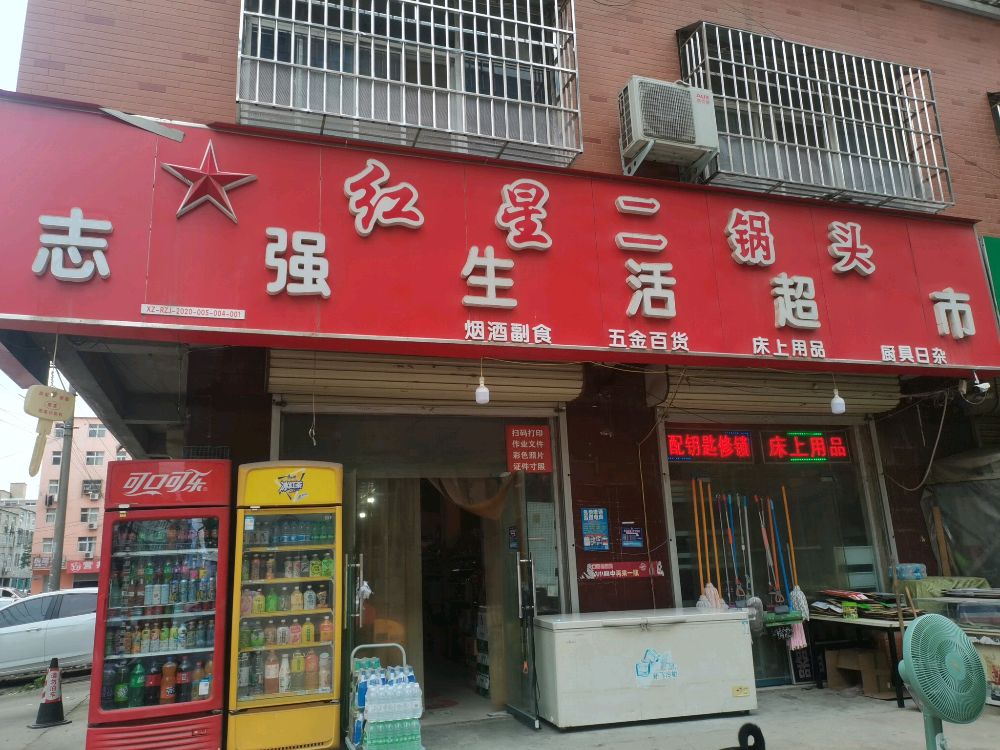 红星二锅头
志强生活超市
XZ-RZJ-2020-005-004-001
烟酒副食 五金百货 床上用品 厨具日杂
扫码打印
作业文件
彩色照片
证件寸照
配钥匙修锁 床上用品
可口可乐
冰红茶